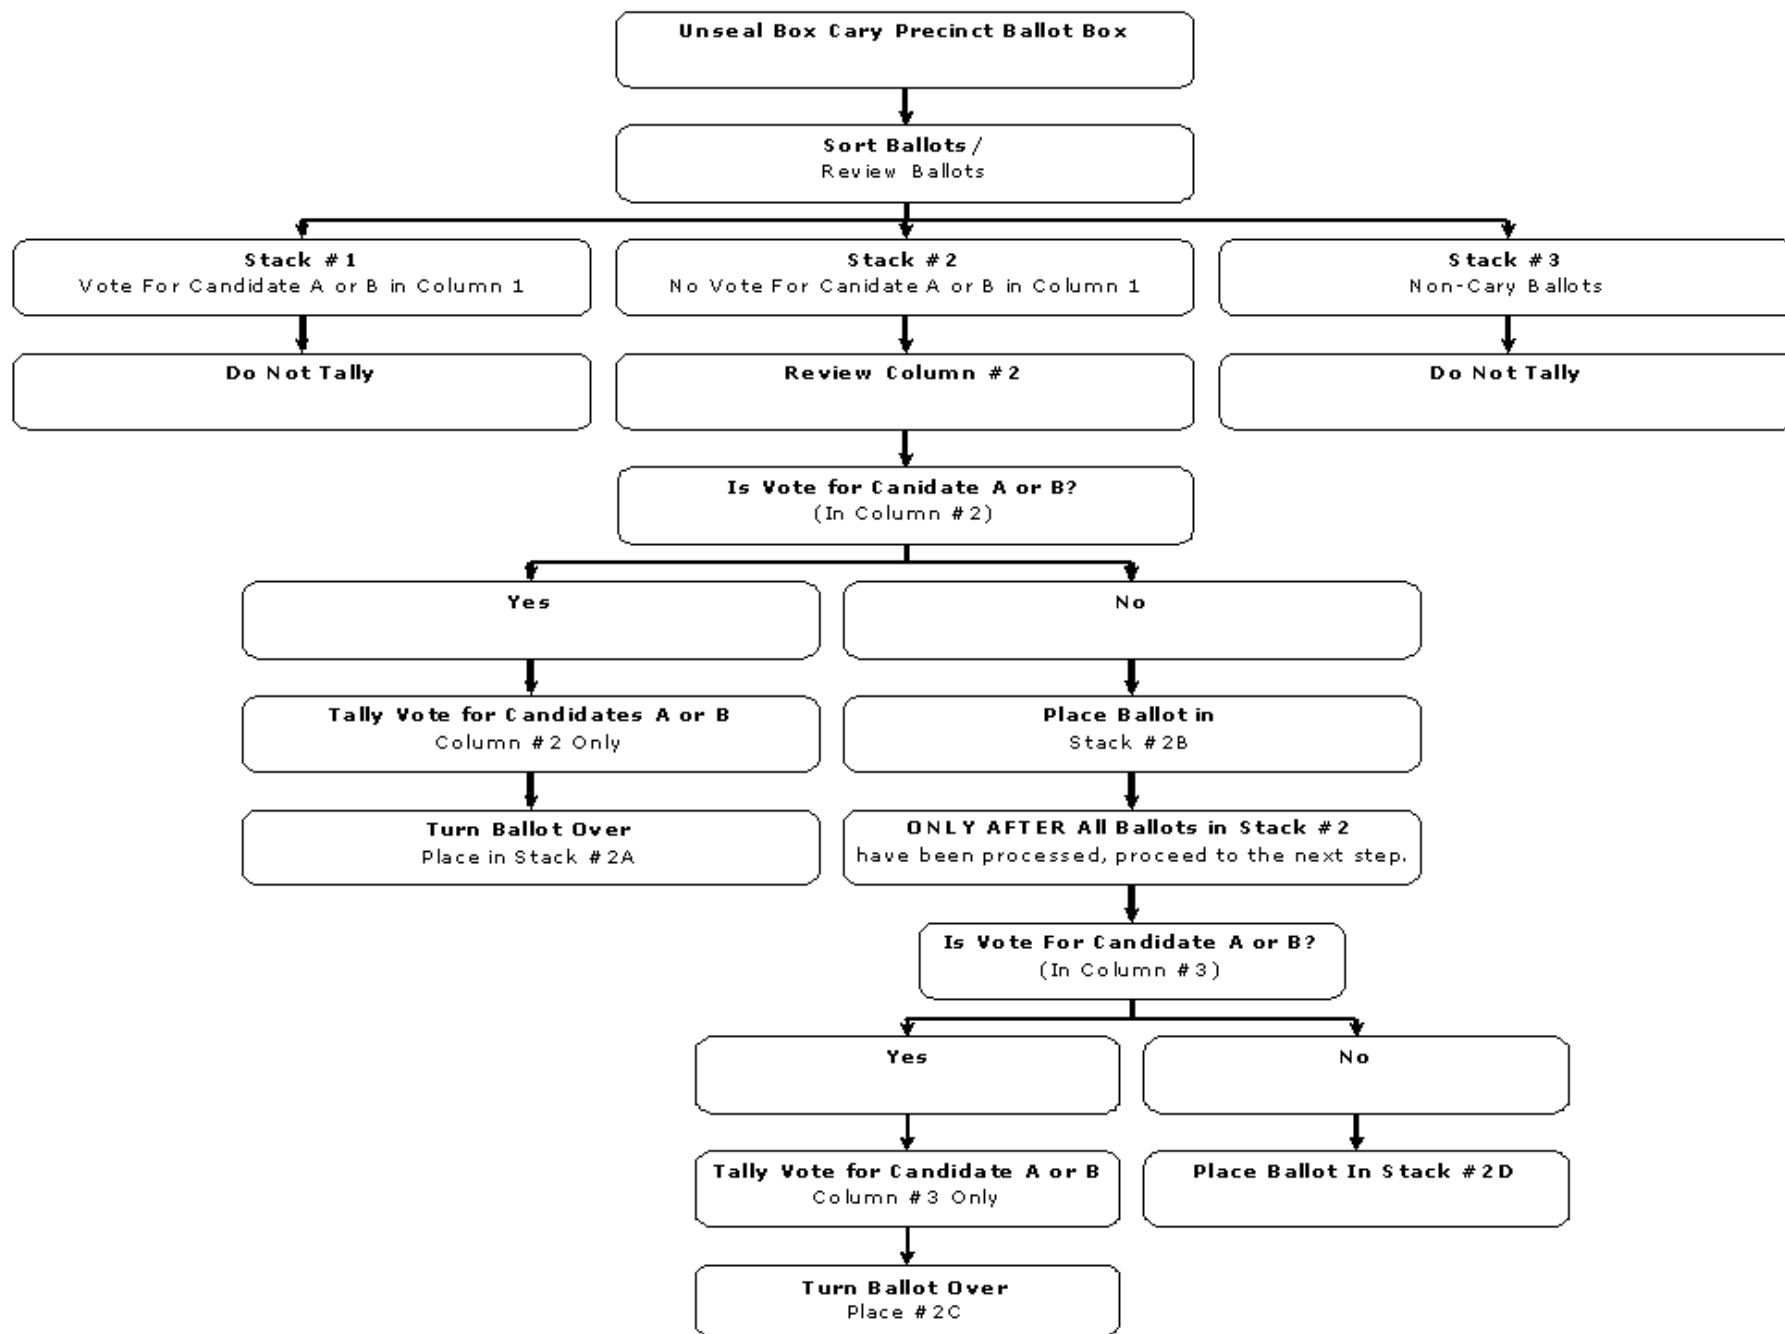 Unseal Box Cary Precinct Ballot Box
Sort Ballots/
Review Ballots
Stack #1
Vote For Candidate A or B in Column 1
Stack #2
No Vote For Canidate A or B in Column 1
Stack #3
Non-Cary Ballots
Do Not Tally
Review Column #2
Do Not Tally
Is Vote for Canidate A or B?
(In Column #2)
Yes
No
Tally Vote for Candidates A or B
Column #2 Only
Place Ballot in
Stack #2B
Turn Ballot Over
Place in Stack #2A
ONLY AFTER All Ballots in Stack #2
have been processed, proceed to the next step.
Is Vote For Candidate A or B?
(In Column #3)
Yes
No
Tally Vote for Candidate A or B
Column #3 Only
Place Ballot In Stack #2D
Turn Ballot Over
Place #2C